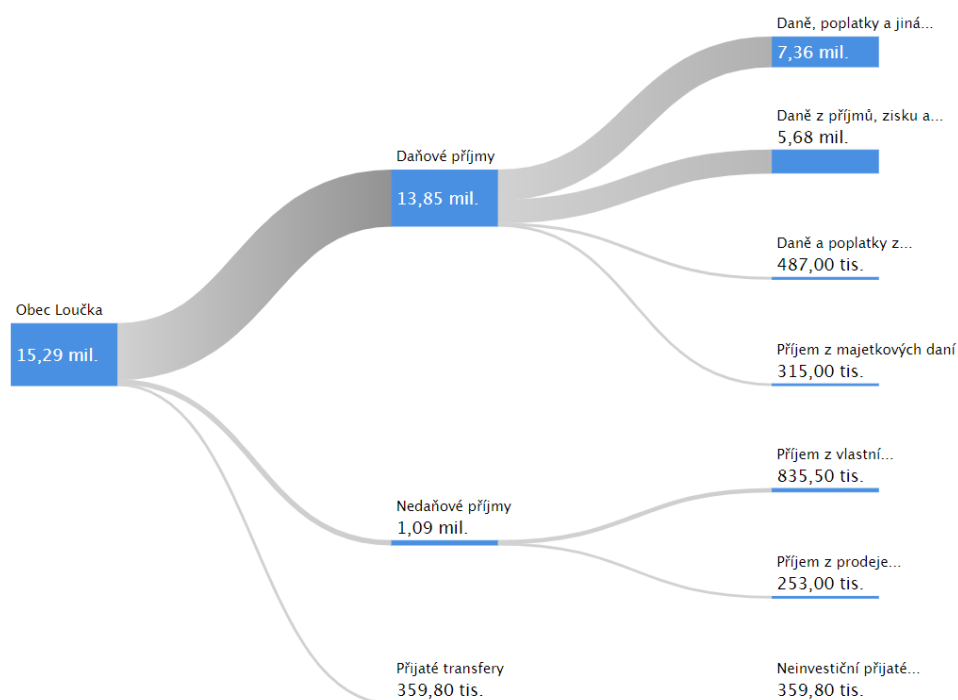 Obec Loučka
15,29 mil.
Daňové příjmy
13,85 mil.
Nedaňové příjmy
1,09 mil.
Přijaté transfery
359,80 tis.
Daně, poplatky a jiná...
7,36 mil.
Daně z příjmů, zisku a...
5,68 mil.
Daně a poplatky z...
487,00 tis.
Příjem z majetkových daní
315,00 tis.
Příjem z vlastní...
835,50 tis.
Příjem z prodeje...
253,00 tis.
Neinvestiční přijaté...
359,80 tis.